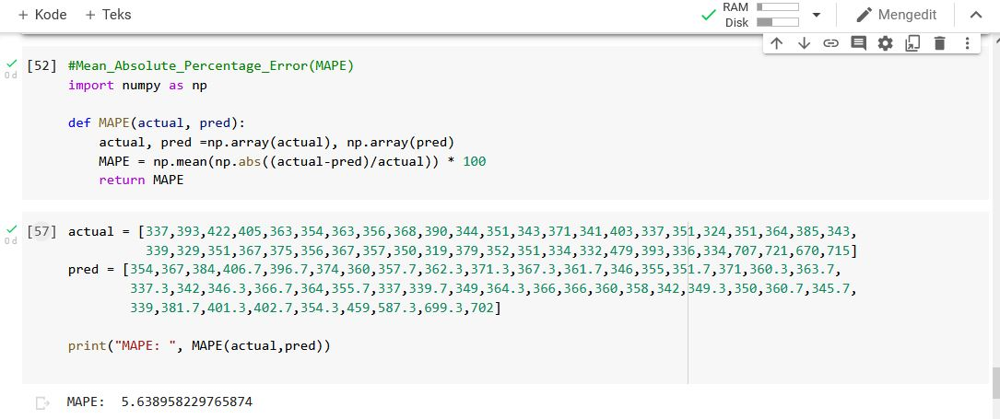 + Kode + Teks
RAM
Disk
Mengedit
[52] #Mean_Absolute_Percentage_Error(MAPE)
0 d
import numpy as np
def MAPE(actual, pred):
actual, pred =np.array(actual), np.array(pred)
MAPE = np.mean(np.abs((actual-pred)/actual)) * 100
return MAPE
[57] actual = [337,393,422,405,363,354,363,356,368,390,344,351,343,371,341,403,337,351,324,351,364,385,343,
0 d
339,329,351,367,375,356,367,357,350,319,379,352,351,334,332,479,393,336,334,707,721,670,715]
pred = [354,367,384,406.7,396.7,374,360,357.7,362.3,371.3,367.3,361.7,346,355,351.7,371,360.3,363.7,
337.3,342,346.3,366.7,364,355.7,337,339.7,349,364.3,366,366,360,358,342,349.3,350,360.7,345.7,
339,381.7,401.3,402.7,354.3,459,587.3,699.3,702]
print("MAPE: ", MAPE(actual,pred))
MAPE: 5.638958229765874